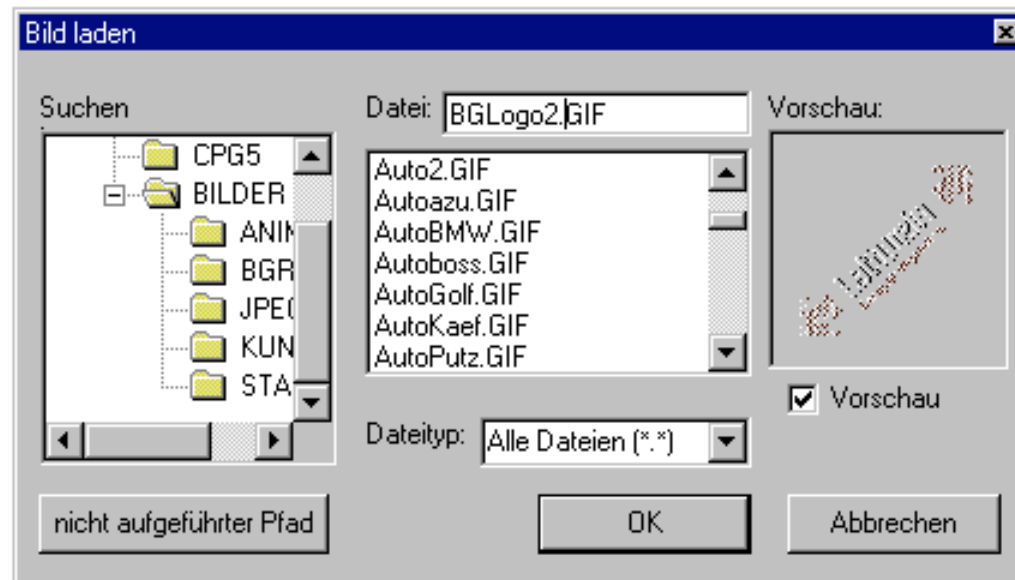 Bild laden
Suchen
CPG5
BILDER
ANIM
BGR
JPEG
KUN
STA
Datei: BGLogo2.GIF
Auto2.GIF
Autoazu.GIF
AutoBMW.GIF
Autoboss.GIF
AutoGolf.GIF
AutoKaef.GIF
AutoPutz.GIF
Dateityp: Alle Dateien (*.*)
Vorschau:
Vorschau
nicht aufgeführter Pfad
OK
Abbrechen